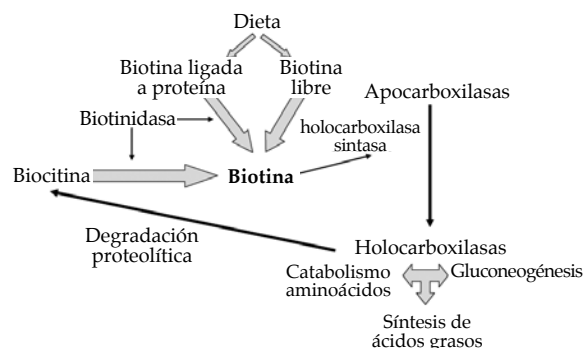 Dieta
Biotina ligada
a proteína
Biotina
libre
Apocarboxilasas
Biotinidasa
holocarboxilasa
sintasa
Biocitina
Biotina
Degradación
proteolítica
Holocarboxilasas
Catabolismo
aminoácidos
Gluconeogénesis
Síntesis de
ácidos grasos